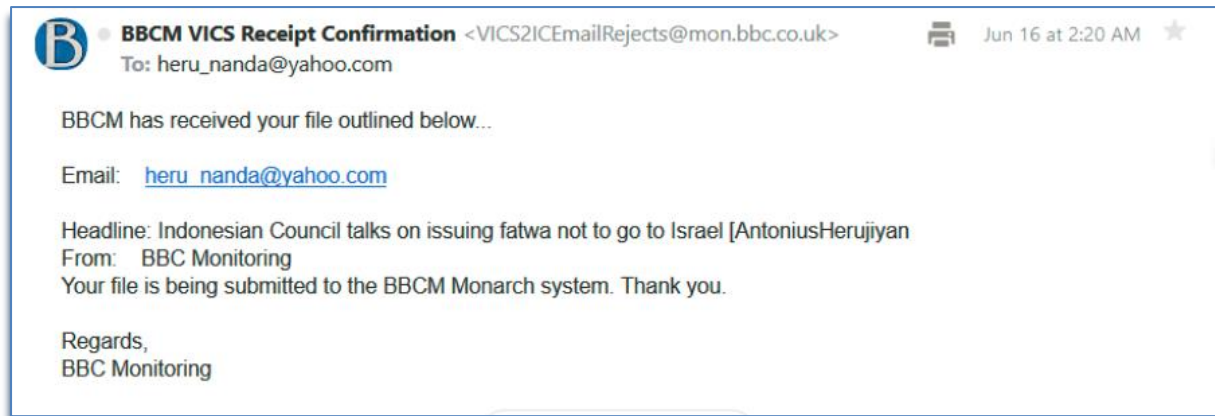 B
BBCM VICS Receipt Confirmation <VICS2ICEmailRejects@mon.bbc.co.uk> Jun 16 at 2:20 AM
To: heru_nanda@yahoo.com
BBCM has received your file outlined below...
Email: heru_nanda@yahoo.com
Headline: Indonesian Council talks on issuing fatwa not to go to Israel [AntoniusHerujiyan
From: BBC Monitoring
Your file is being submitted to the BBCM Monarch system. Thank you.
Regards,
BBC Monitoring